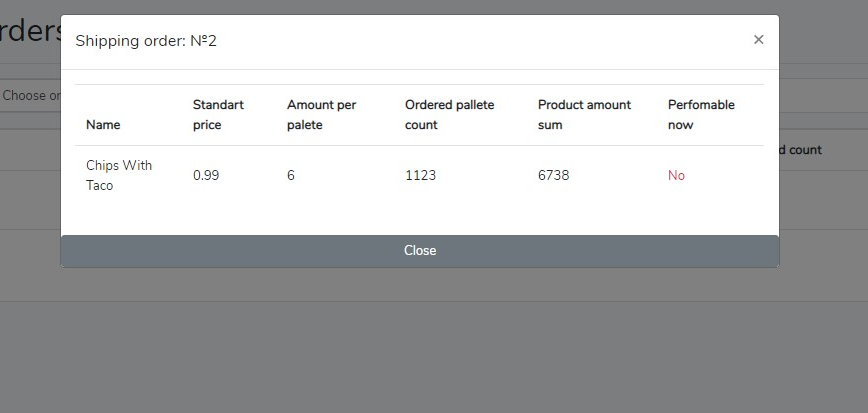 rders
Shipping order: №2
×
Choose or
Name
Standart
price
Amount per
palete
Ordered pallete
count
Product amount
sum
Perfomable
now
d count
Chips With
Taco
0.99
6
1123
6738
No
Close